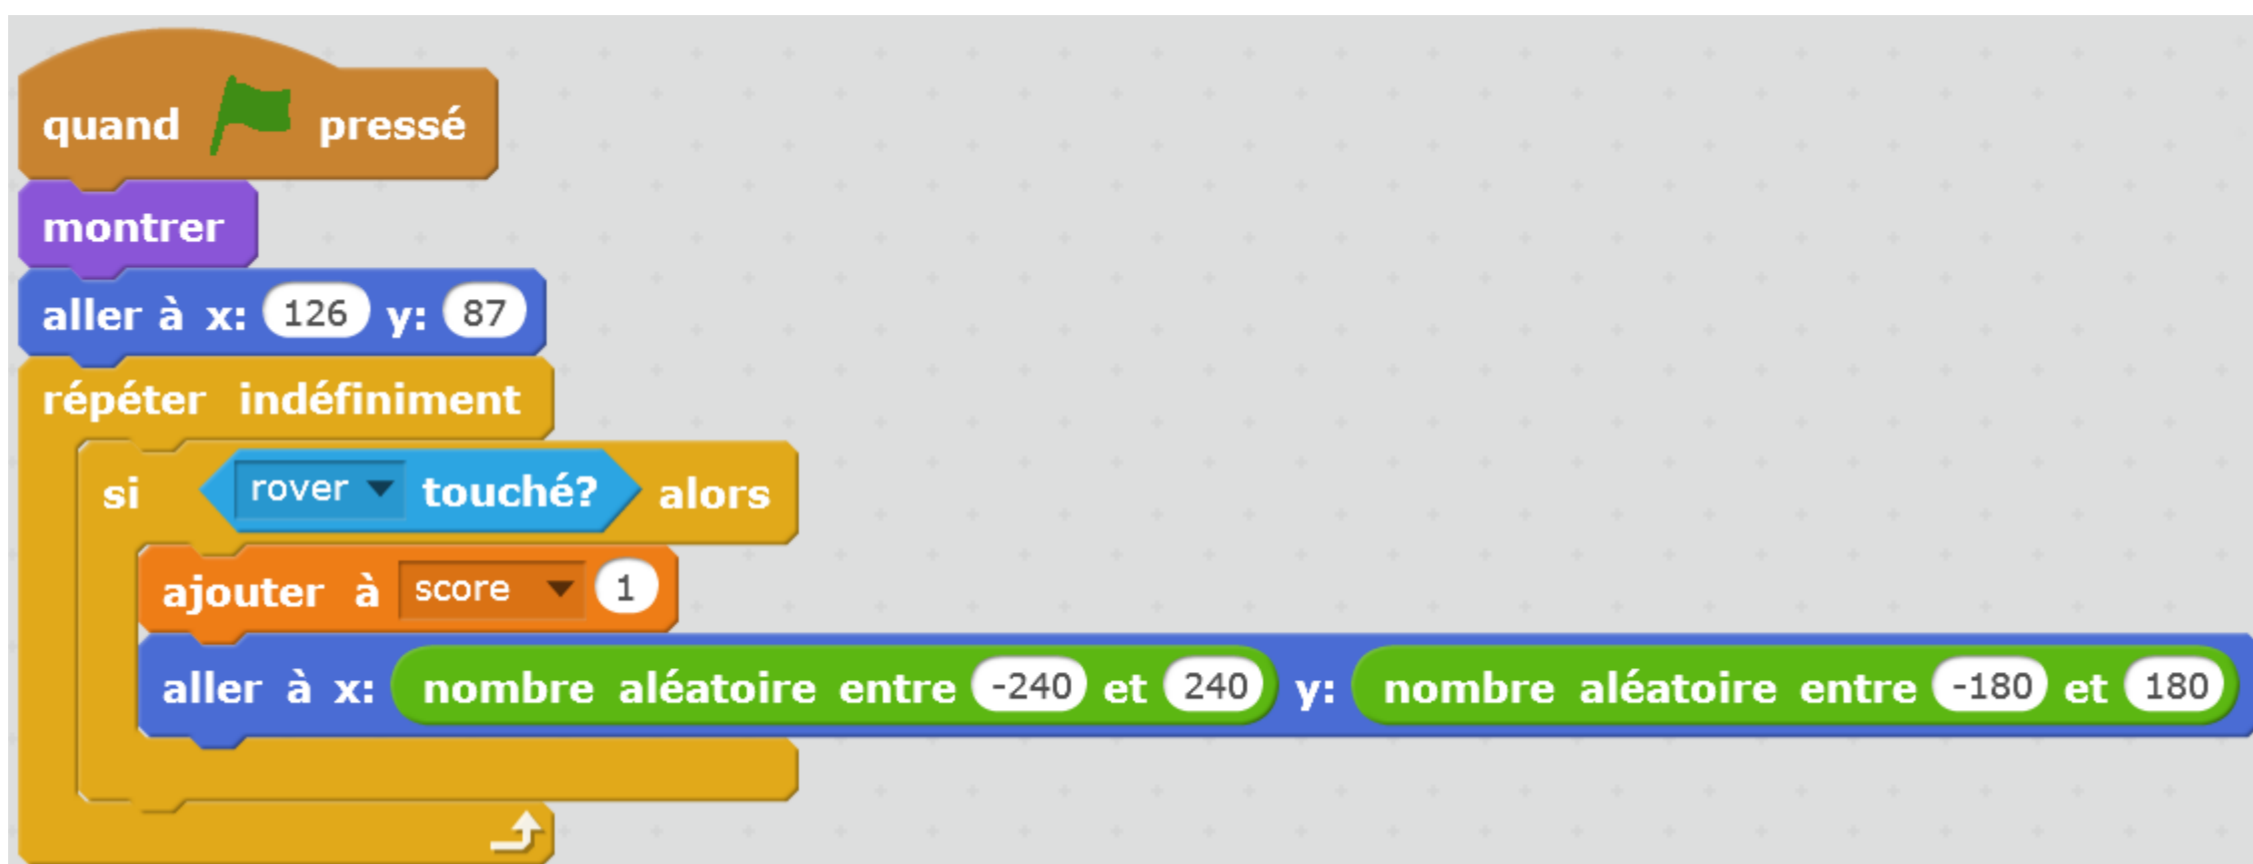 quand pressé
montrer
aller à x: 126 y: 87
répéter indéfiniment
si rover touché? alors
ajouter à score 1
aller à x: nombre aléatoire entre -240 et 240 y: nombre aléatoire entre -180 et 180